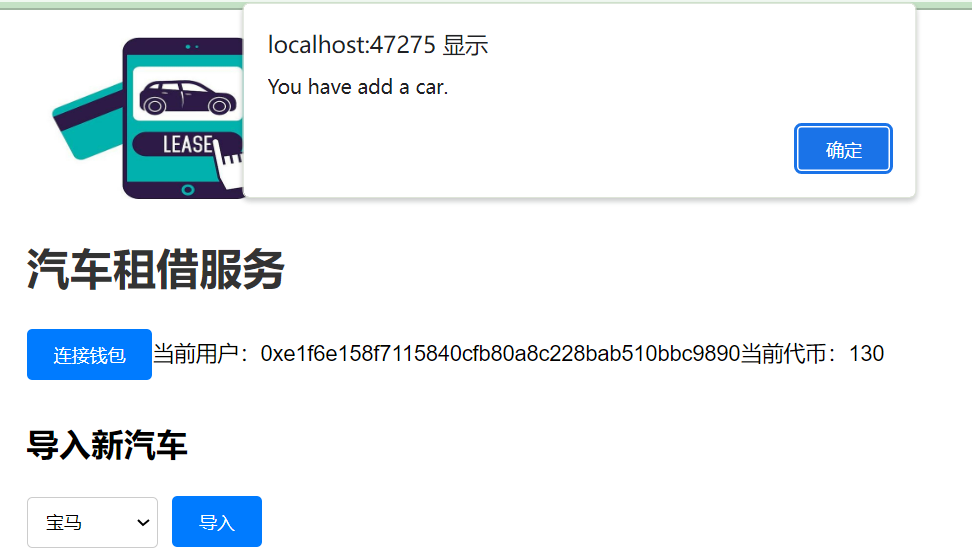 localhost:47275 显示
You have add a car.
确定
LEASE
汽车租借服务
连接钱包 当前用户：0xe1f6e158f7115840cfb80a8c228bab510bbc9890当前代币：130
导入新汽车
宝马 导入